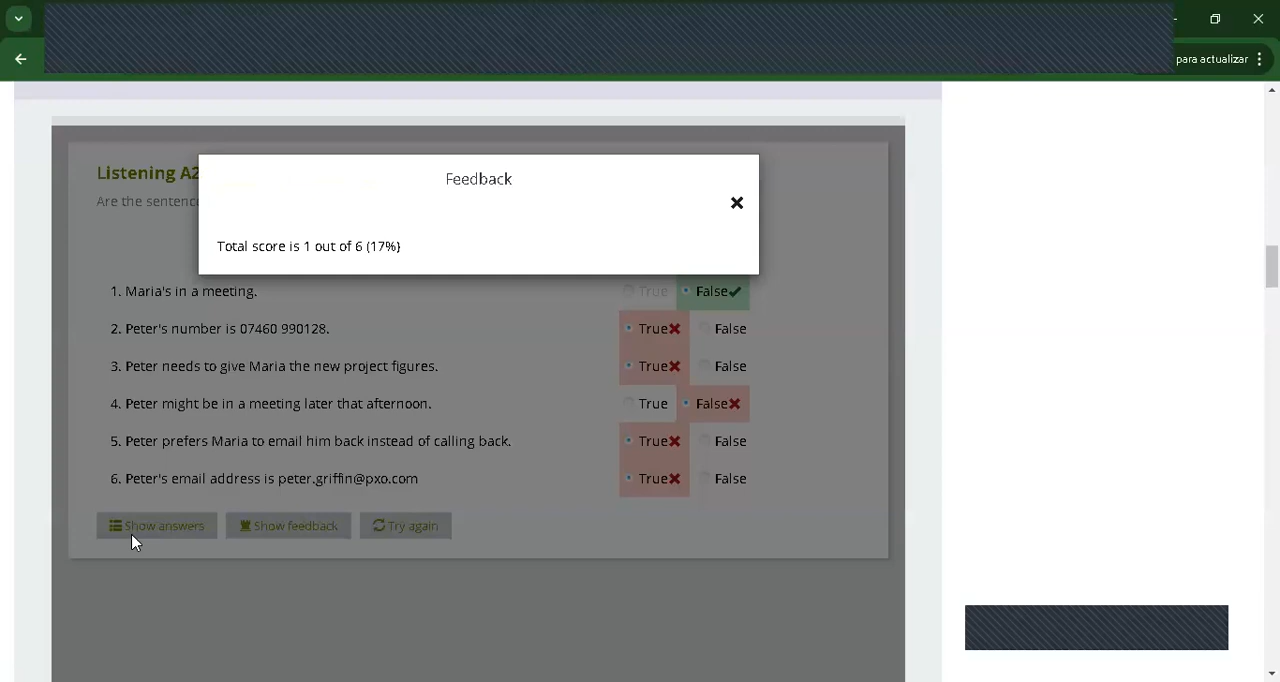 para actualizar
Feedback
Total score is 1 out of 6 (17%)
Listening A2
Are the sentenc
1. Maria's in a meeting. True False
2. Peter's number is 07460 990128. True False
3. Peter needs to give Maria the new project figures. True False
4. Peter might be in a meeting later that afternoon. True False
5. Peter prefers Maria to email him back instead of calling back. True False
6. Peter's email address is peter.griffin@pxo.com True False
Show answers Show feedback Try again